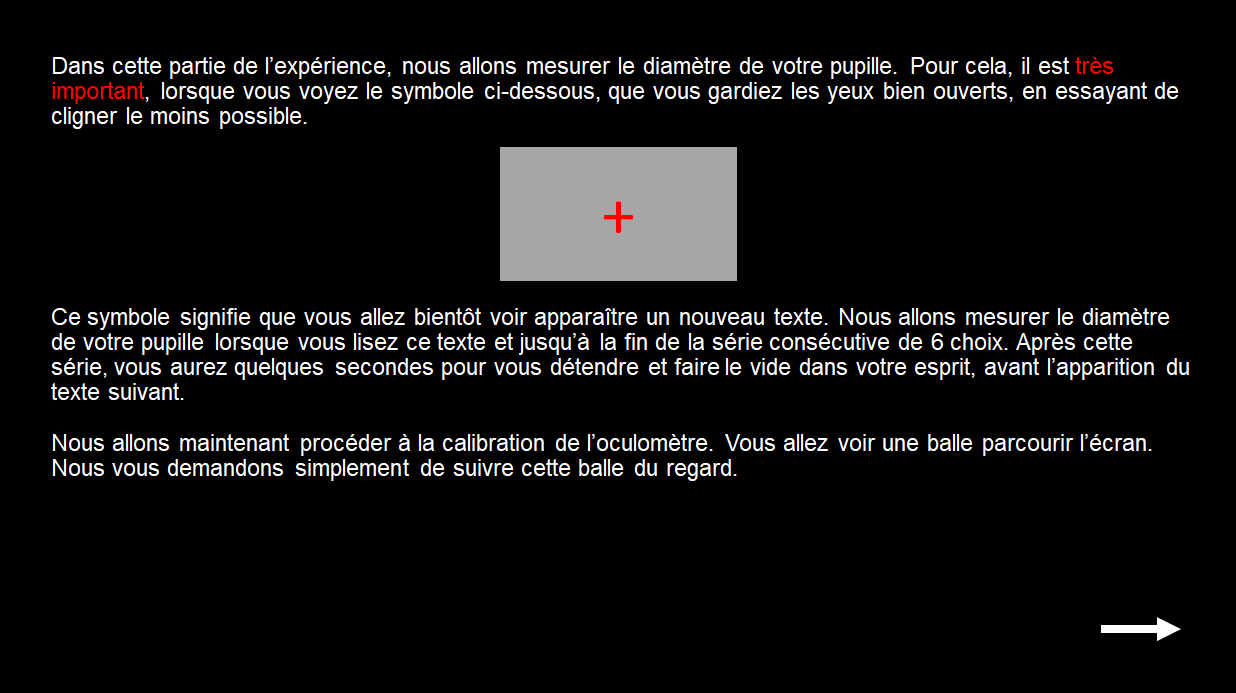 Dans cette partie de l’expérience, nous allons mesurer le diamètre de votre pupille. Pour cela, il est très
important, lorsque vous voyez le symbole ci-dessous, que vous gardiez les yeux bien ouverts, en essayant de
cligner le moins possible.
Ce symbole signifie que vous allez bientôt voir apparaître un nouveau texte. Nous allons mesurer le diamètre
de votre pupille lorsque vous lisez ce texte et jusqu’à la fin de la série consécutive de 6 choix. Après cette
série, vous aurez quelques secondes pour vous détendre et faire le vide dans votre esprit, avant l’apparition du
texte suivant.
Nous allons maintenant procéder à la calibration de l’oculomètre. Vous allez voir une balle parcourir l’écran.
Nous vous demandons simplement de suivre cette balle du regard.